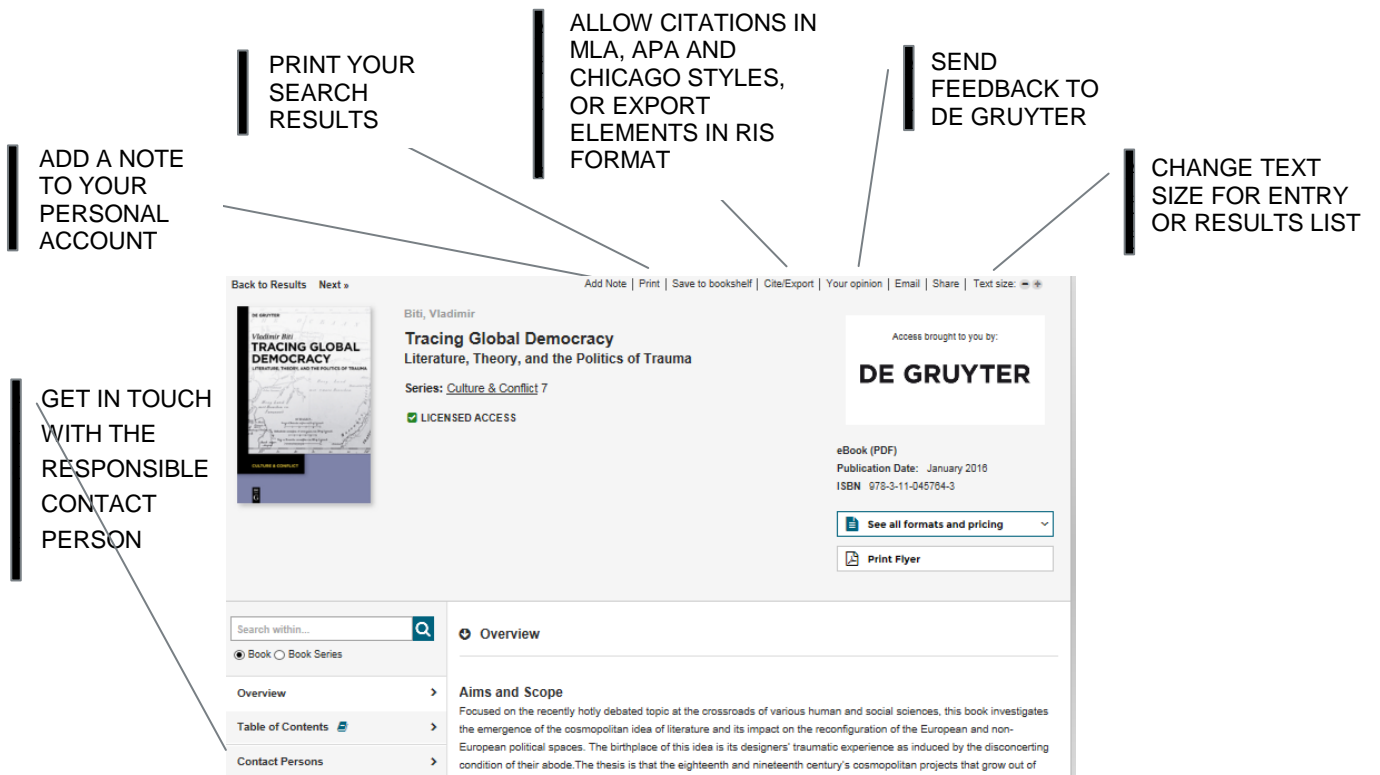 ALLOW CITATIONS IN
MLA, APA AND
CHICAGO STYLES,
OR EXPORT
ELEMENTS IN RIS
FORMAT
PRINT YOUR
SEARCH
RESULTS
SEND
FEEDBACK TO
DE GRUYTER
ADD A NOTE
TO YOUR
PERSONAL
ACCOUNT
CHANGE TEXT
SIZE FOR ENTRY
OR RESULTS LIST
GET IN TOUCH
WITH THE
RESPONSIBLE
CONTACT
PERSON
Back to Results Next »
Add Note | Print | Save to bookshelf | Cite/Export | Your opinion | Email | Share | Text size: - +
DE GRUYTER
Vladimir Biti
TRACING GLOBAL
DEMOCRACY
LITERATURE, THEORY, AND THE POLITICS OF TRAUMA
CULTURE & CONFLICT
Biti, Vladimir
Tracing Global Democracy
Literature, Theory, and the Politics of Trauma
Series: Culture & Conflict 7
LICENSED ACCESS
Access brought to you by:
DE GRUYTER
eBook (PDF)
Publication Date: January 2016
ISBN 978-3-11-045764-3
See all formats and pricing
Print Flyer
Search within...
Book Book Series
Overview
Table of Contents
Contact Persons
Overview
Aims and Scope
Focused on the recently hotly debated topic at the crossroads of various human and social sciences, this book investigates
the emergence of the cosmopolitan idea of literature and its impact on the reconfiguration of the European and non-
European political spaces. The birthplace of this idea is its designers' traumatic experience as induced by the disconcerting
condition of their abode.The thesis is that the eighteenth and nineteenth century's cosmopolitan projects that grow out of